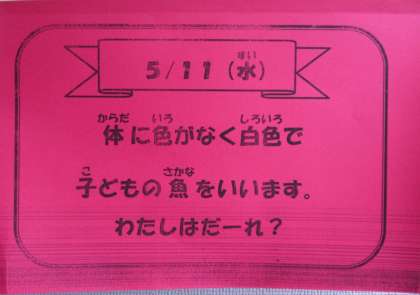 5/11(水)
体に色がなく白色で
子どもの魚をいいます。
わたしはだーれ？